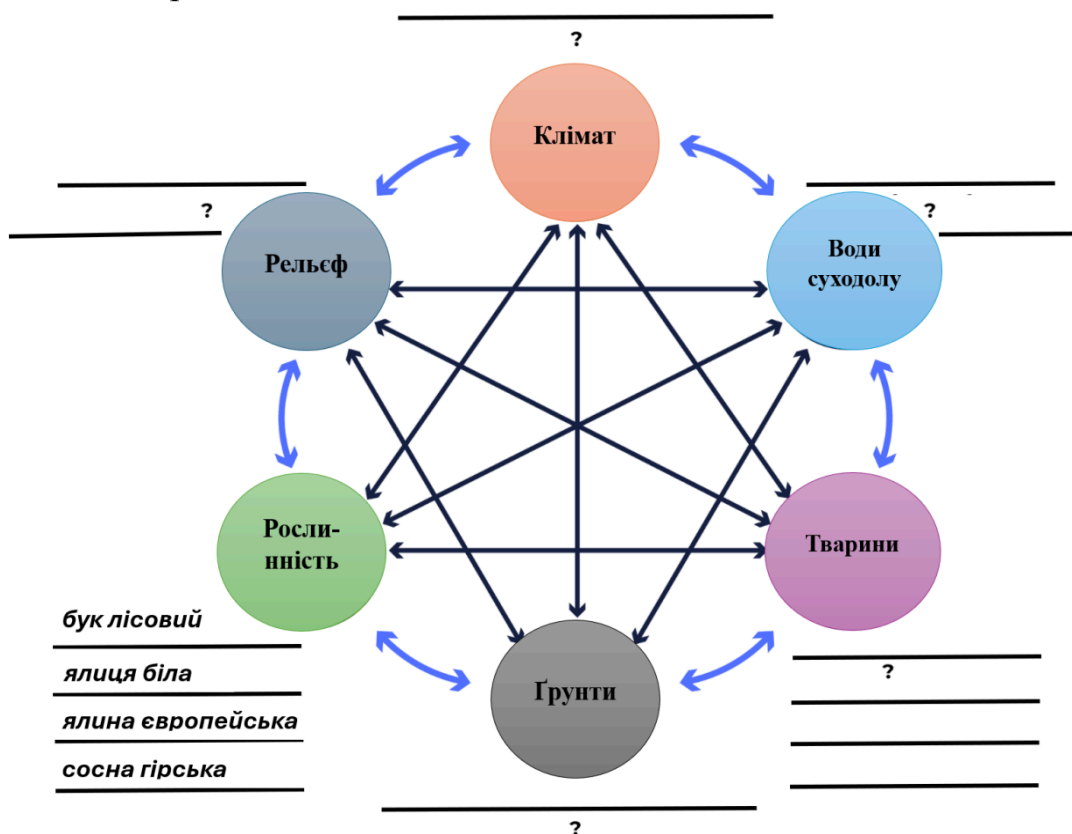 ?
Клімат
?
?
Рельєф
Води
суходолу
Росли-
нність
Тварини
бук лісовий
ялиця біла
ялина європейська
сосна гірська
Ґрунти
?
?